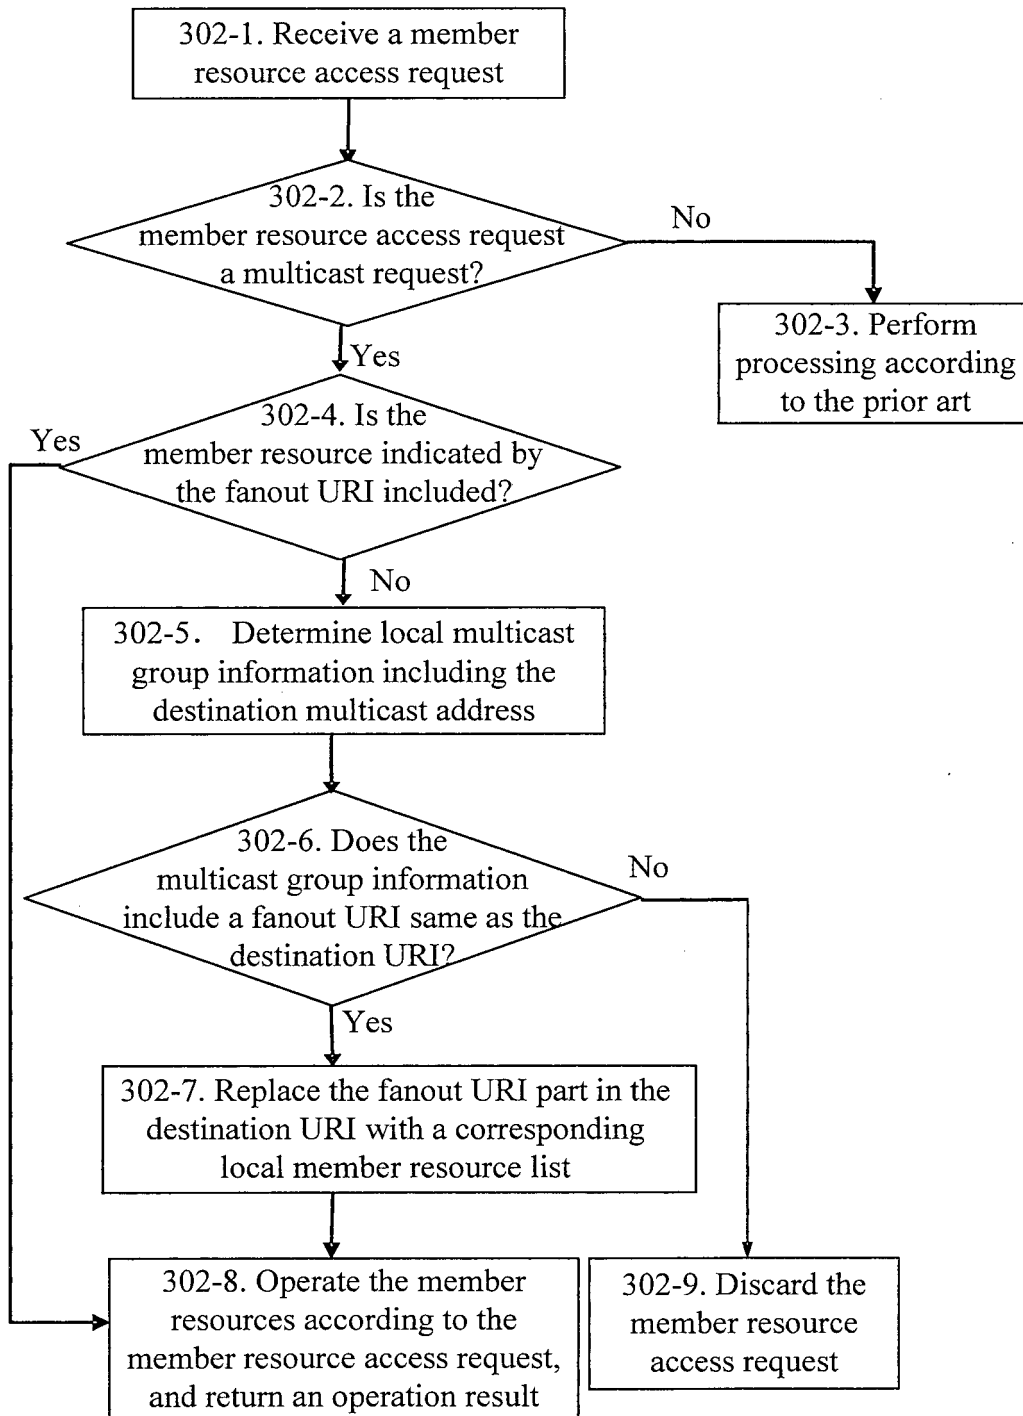 302-1. Receive a member
resource access request
302-2. Is the
member resource access request
a multicast request?
No
302-3. Perform
processing according
to the prior art
Yes
302-4. Is the
member resource indicated by
the fanout URI included?
Yes
No
302-5. Determine local multicast
group information including the
destination multicast address
302-6. Does the
multicast group information
include a fanout URI same as the
destination URI?
No
Yes
302-7. Replace the fanout URI part in the
destination URI with a corresponding
local member resource list
302-8. Operate the member
resources according to the
member resource access request,
and return an operation result
302-9. Discard the
member resource
access request